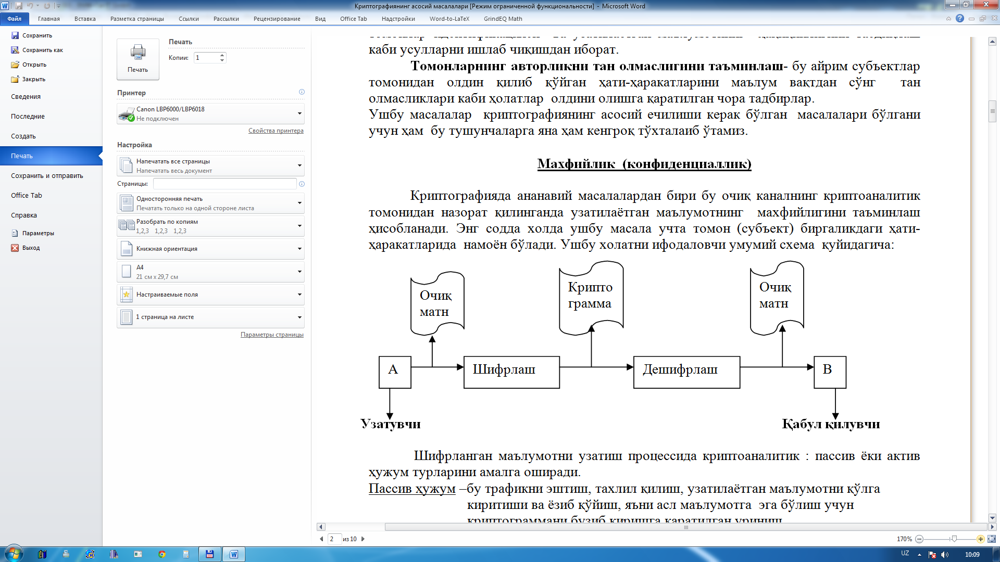 Криптографиянинг асосий масалалари [Режим ограниченной функциональности] - Microsoft Word
Файл Главная Вставка Разметка страницы Ссылки Рассылки Рецензирование Вид Office Tab Надстройки Word-to-LaTeX GrindEQ Math
Сохранить
Сохранить как
Открыть
Закрыть
Сведения
Последние
Создать
Печать
Сохранить и отправить
Office Tab
Справка
Параметры
Выход
Печать
Печать
Копии: 1
Принтер
Canon LBP6000/LBP6018
Не подключен
Свойства принтера
Настройка
Напечатать все страницы
Напечатать весь документ
Страницы:
Односторонняя печать
Печатать только на одной стороне листа
Разобрать по копиям
1,2,3 1,2,3 1,2,3
Книжная ориентация
A4
21 см x 29,7 см
Настраиваемые поля
1 страница на листе
Параметры страницы
каби усулларни ишлаб чиқишдан иборат.
Томонларнинг авторликни тан олмаслигини таъминлаш- бу айрим субъектлар
томонидан олдин қилиб қўйган ҳати-ҳаракатларини маълум вақтдан сўнг тан
олмасликлари каби ҳолатлар олдини олишга қаратилган чора тадбирлар.
Ушбу масалалар криптографиянинг асосий ечилиши керак бўлган масалалари бўлгани
учун ҳам бу тушунчаларга яна ҳам кенгроқ тўхталаиб ўтамиз.
Махфийлик (конфиденциаллик)
Криптографияда ананавий масалалардан бири бу очиқ каналнинг криптоаналитик
томонидан назорат қилинганда узатилаётган маълумотнинг махфийлигини таъминлаш
ҳисобланади. Энг содда холда ушбу масала учта томон (субъект) биргаликдаги ҳати-
ҳаракатларида намоён бўлади. Ушбу холатни ифодаловчи умумий схема қуйидагича:
Очиқ
матн
Крипто
грамма
Очиқ
матн
А Шифрлаш Дешифрлаш В
Узатувчи Қабул қилувчи
Шифрланган маълумотни узатиш процессида криптоаналитик : пассив ёки актив
ҳужум турларини амалга оширади.
Пассив ҳужум –бу трафикни эштиш, тахлил қилиш, узатилаётган маълумотни қўлга
киритиши ва ёзиб қўйиш, яъни асл маълумотга эга бўлиш учун
криптограммани бузиб киришга қаратилган уриниш
2 из 10
170%
UZ 10:09